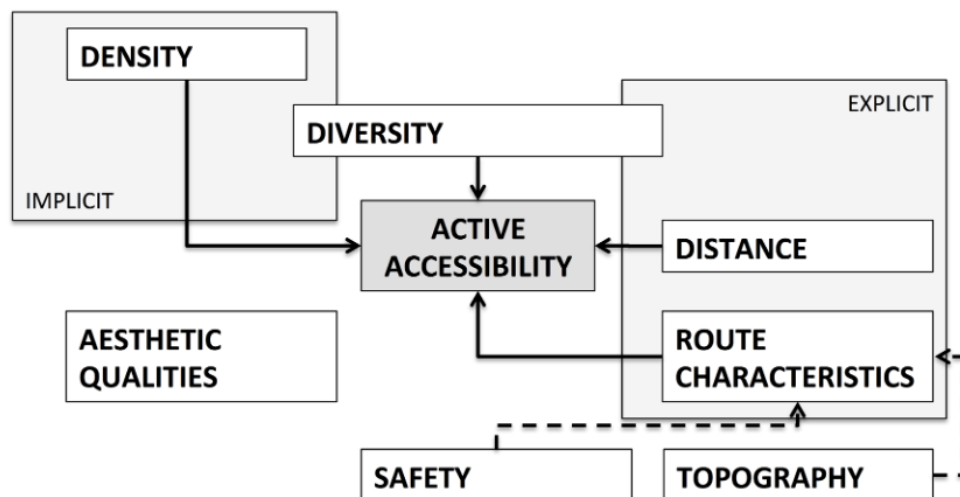 DENSITY
EXPLICIT
DIVERSITY
IMPLICIT
ACTIVE
ACCESSIBILITY
DISTANCE
AESTHETIC
QUALITIES
ROUTE
CHARACTERISTICS
SAFETY
TOPOGRAPHY